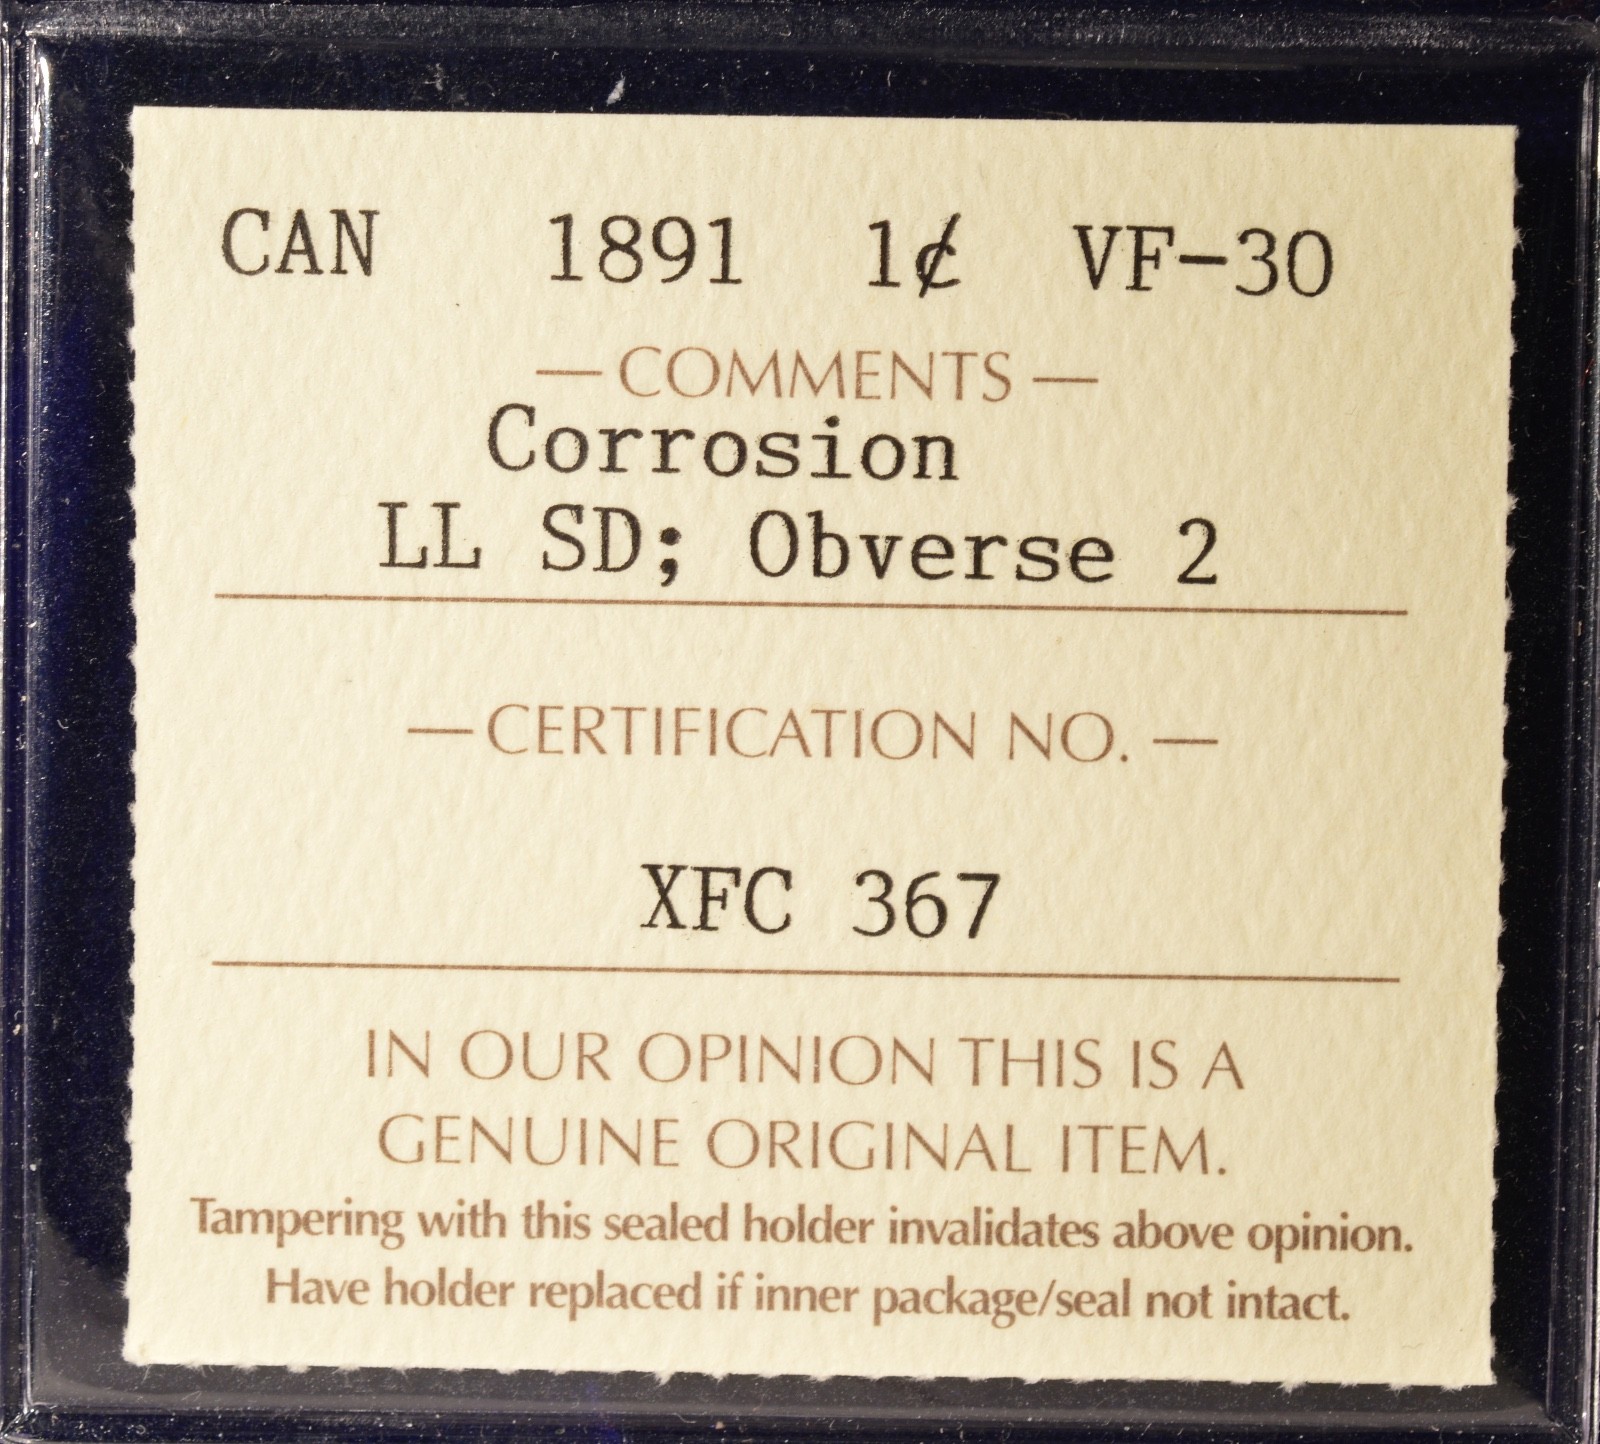 CAN 1891 1¢ VF-30
— COMMENTS —
Corrosion
LL SD; Obverse 2
— CERTIFICATION NO. —
XFC 367
IN OUR OPINION THIS IS A
GENUINE ORIGINAL ITEM.
Tampering with this sealed holder invalidates above opinion.
Have holder replaced if inner package/seal not intact.